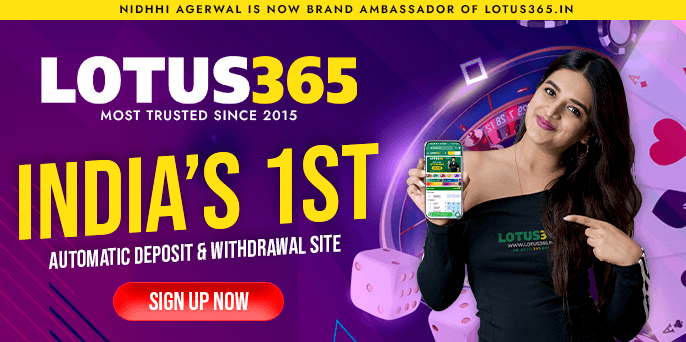 NIDHHI AGERWAL IS NOW BRAND AMBASSADOR OF LOTUS365.IN
LOTUS365
MOST TRUSTED SINCE 2015
INDIA'S 1ST
AUTOMATIC DEPOSIT & WITHDRAWAL SITE
SIGN UP NOW
LOTUS3